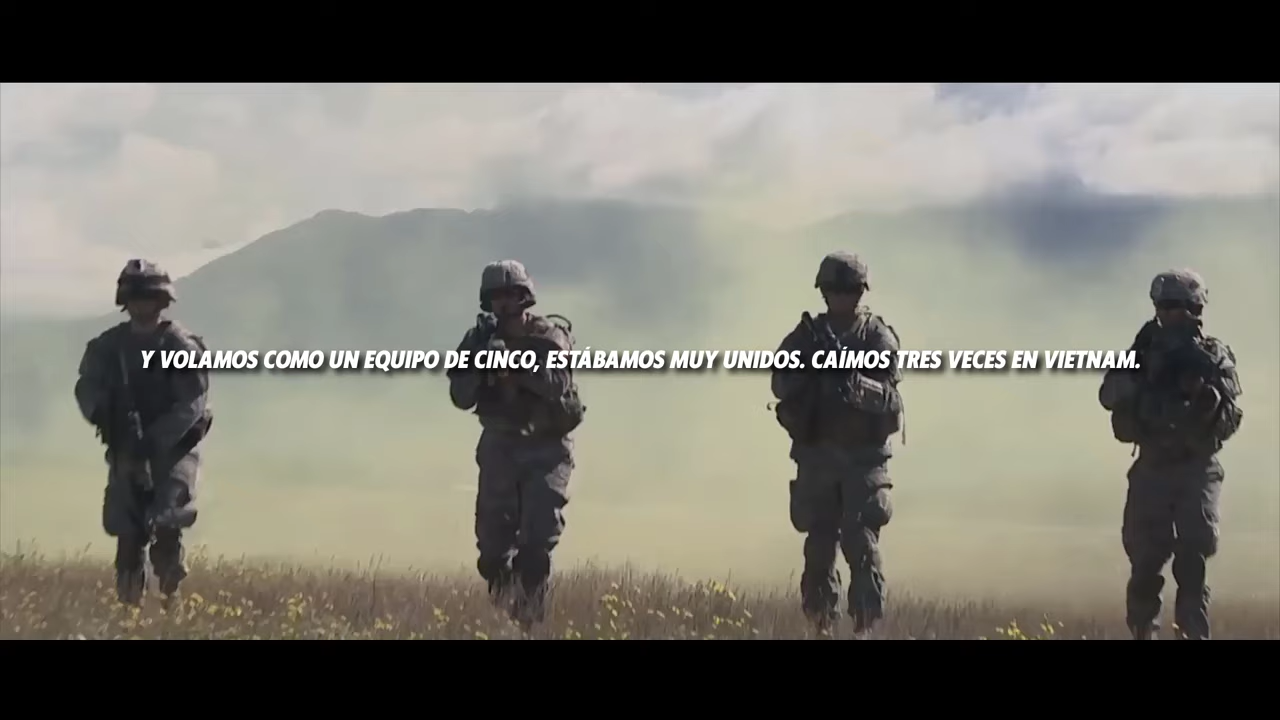 Y VOLAMOS COMO UN EQUIPO DE CINCO, ESTÁBAMOS MUY UNIDOS. CAÍMOS TRES VECES EN VIETNAM.